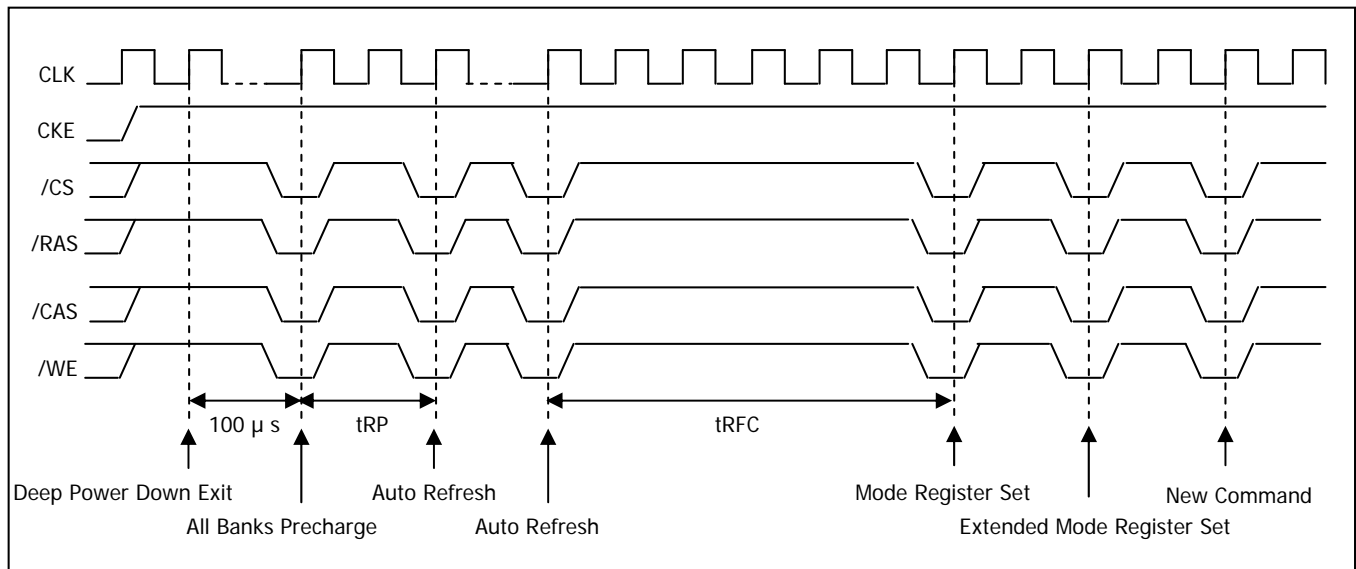 CLK
CKE
/CS
/RAS
/CAS
/WE
100 µ s
tRP
tRFC
Deep Power Down Exit
All Banks Precharge
Auto Refresh
Auto Refresh
Mode Register Set
Extended Mode Register Set
New Command